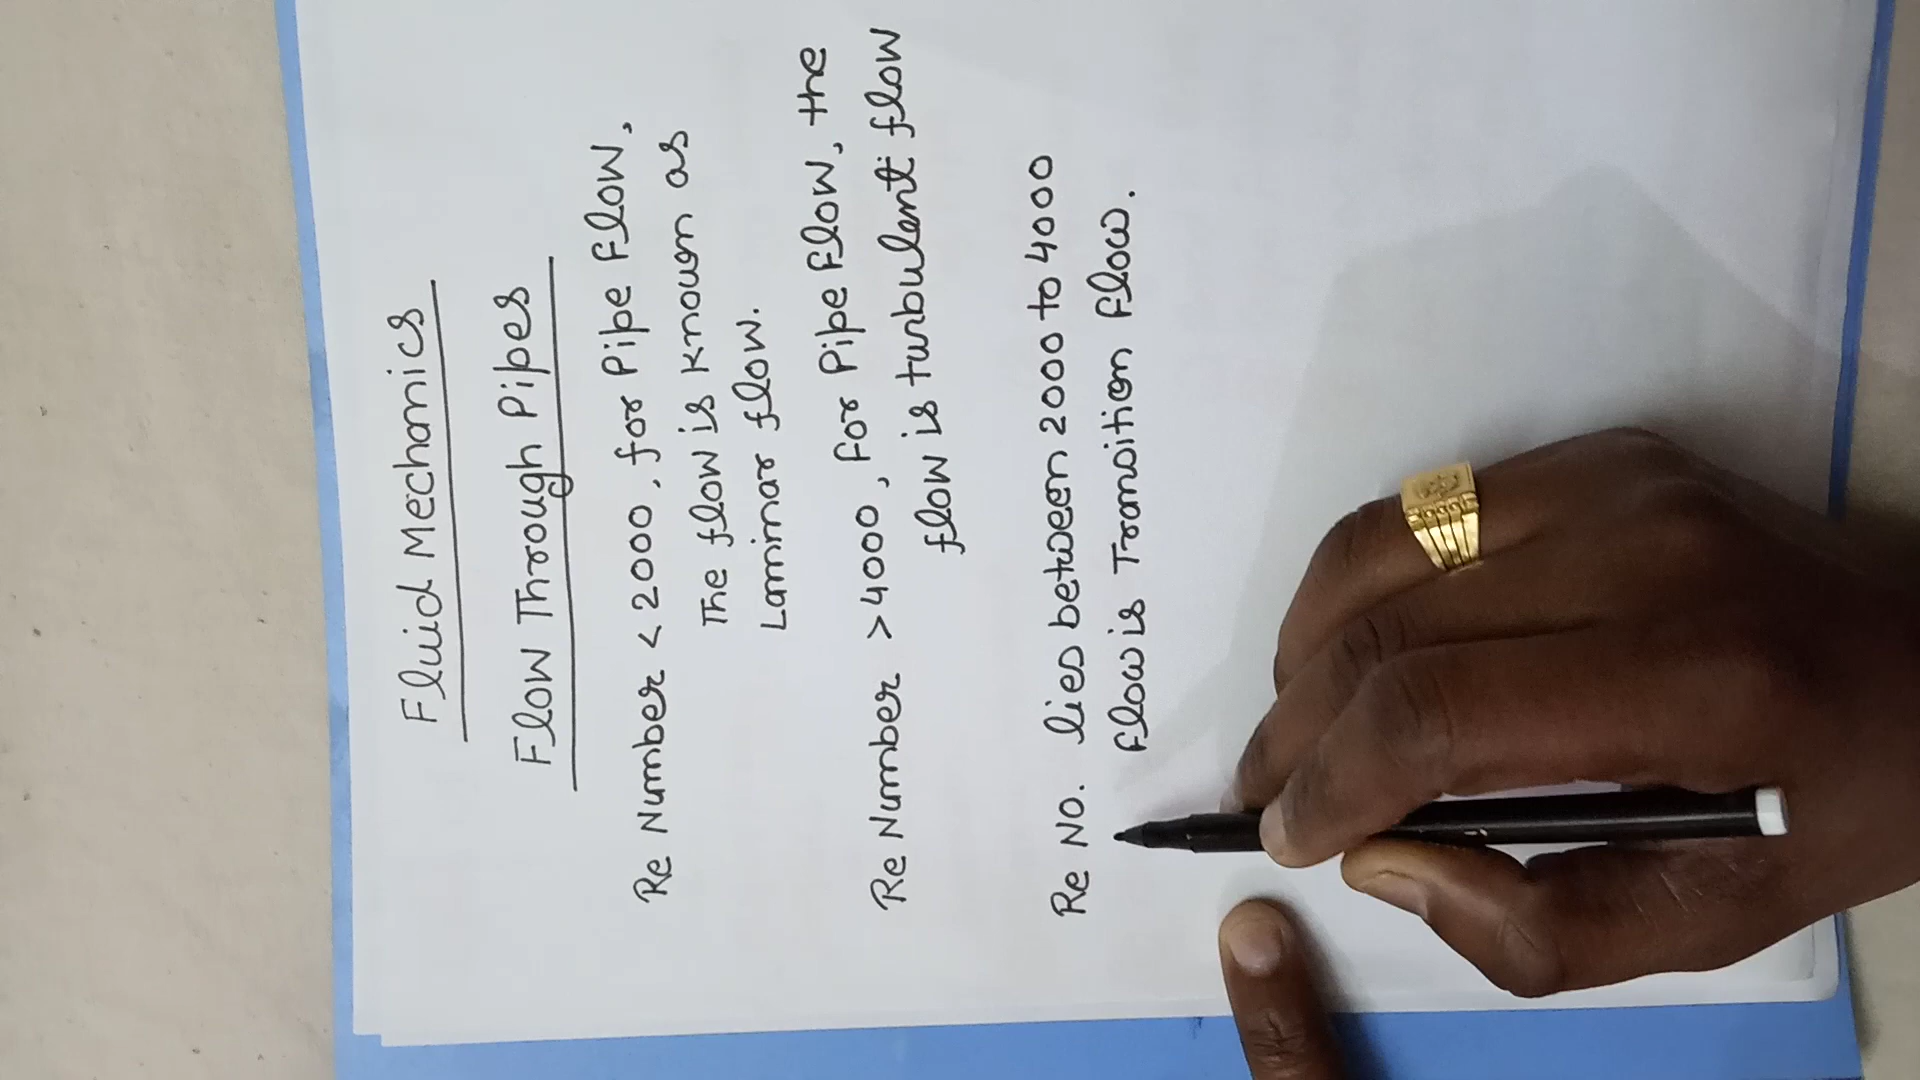 Fluid Mechanics
Flow Through Pipes
Re Number < 2000, for Pipe Flow,
The flow is known as
Laminar flow.
Re Number > 4000, for Pipe Flow, the
flow is turbulent flow
Re No. lies between 2000 to 4000
flow is Transition flow.